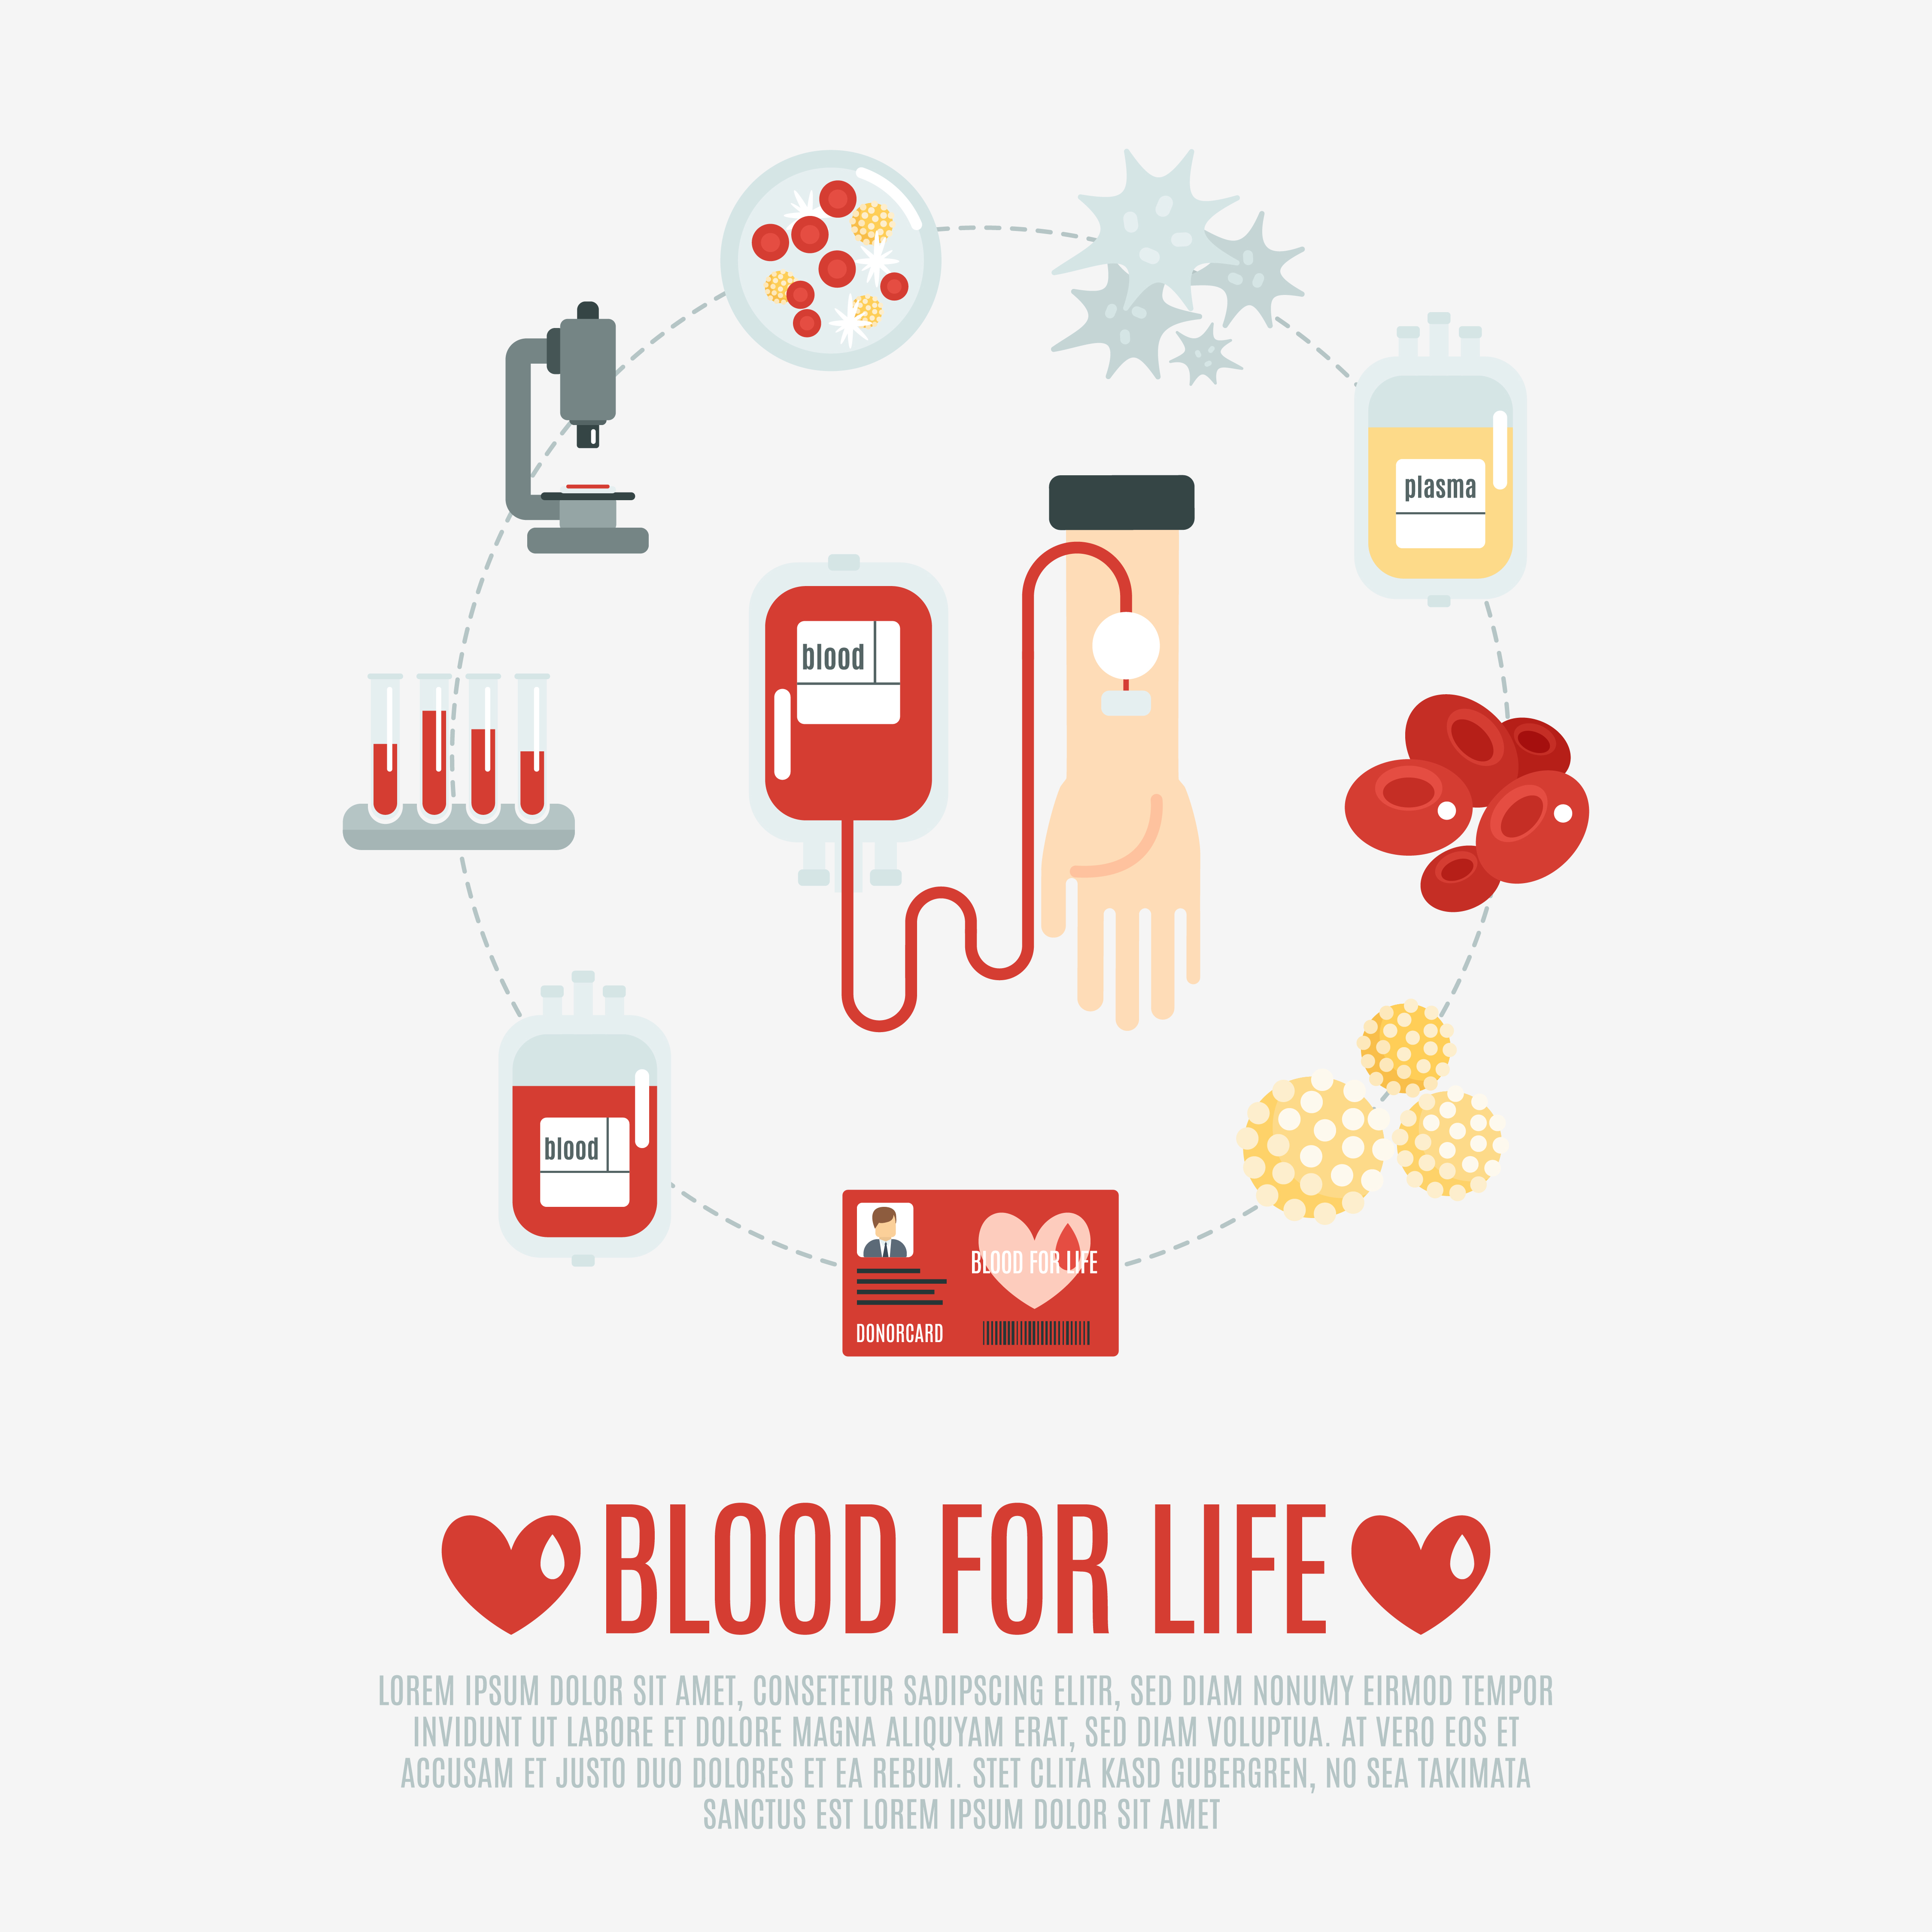 plasma
blood
blood
BLOOD FOR LIFE
DONORCARD
BLOOD FOR LIFE
LOREM IPSUM DOLOR SIT AMET, CONSETETUR SADIPSCING ELITR, SED DIAM NONUMY EIRMOD TEMPOR
INVIDUNT UT LABORE ET DOLORE MAGNA ALIQUYAM ERAT, SED DIAM VOLUPTUA. AT VERO EOS ET
ACCUSAM ET JUSTO DUO DOLORES ET EA REBUM. STET CLITA KASD GUBERGREN, NO SEA TAKIMATA
SANCTUS EST LOREM IPSUM DOLOR SIT AMET